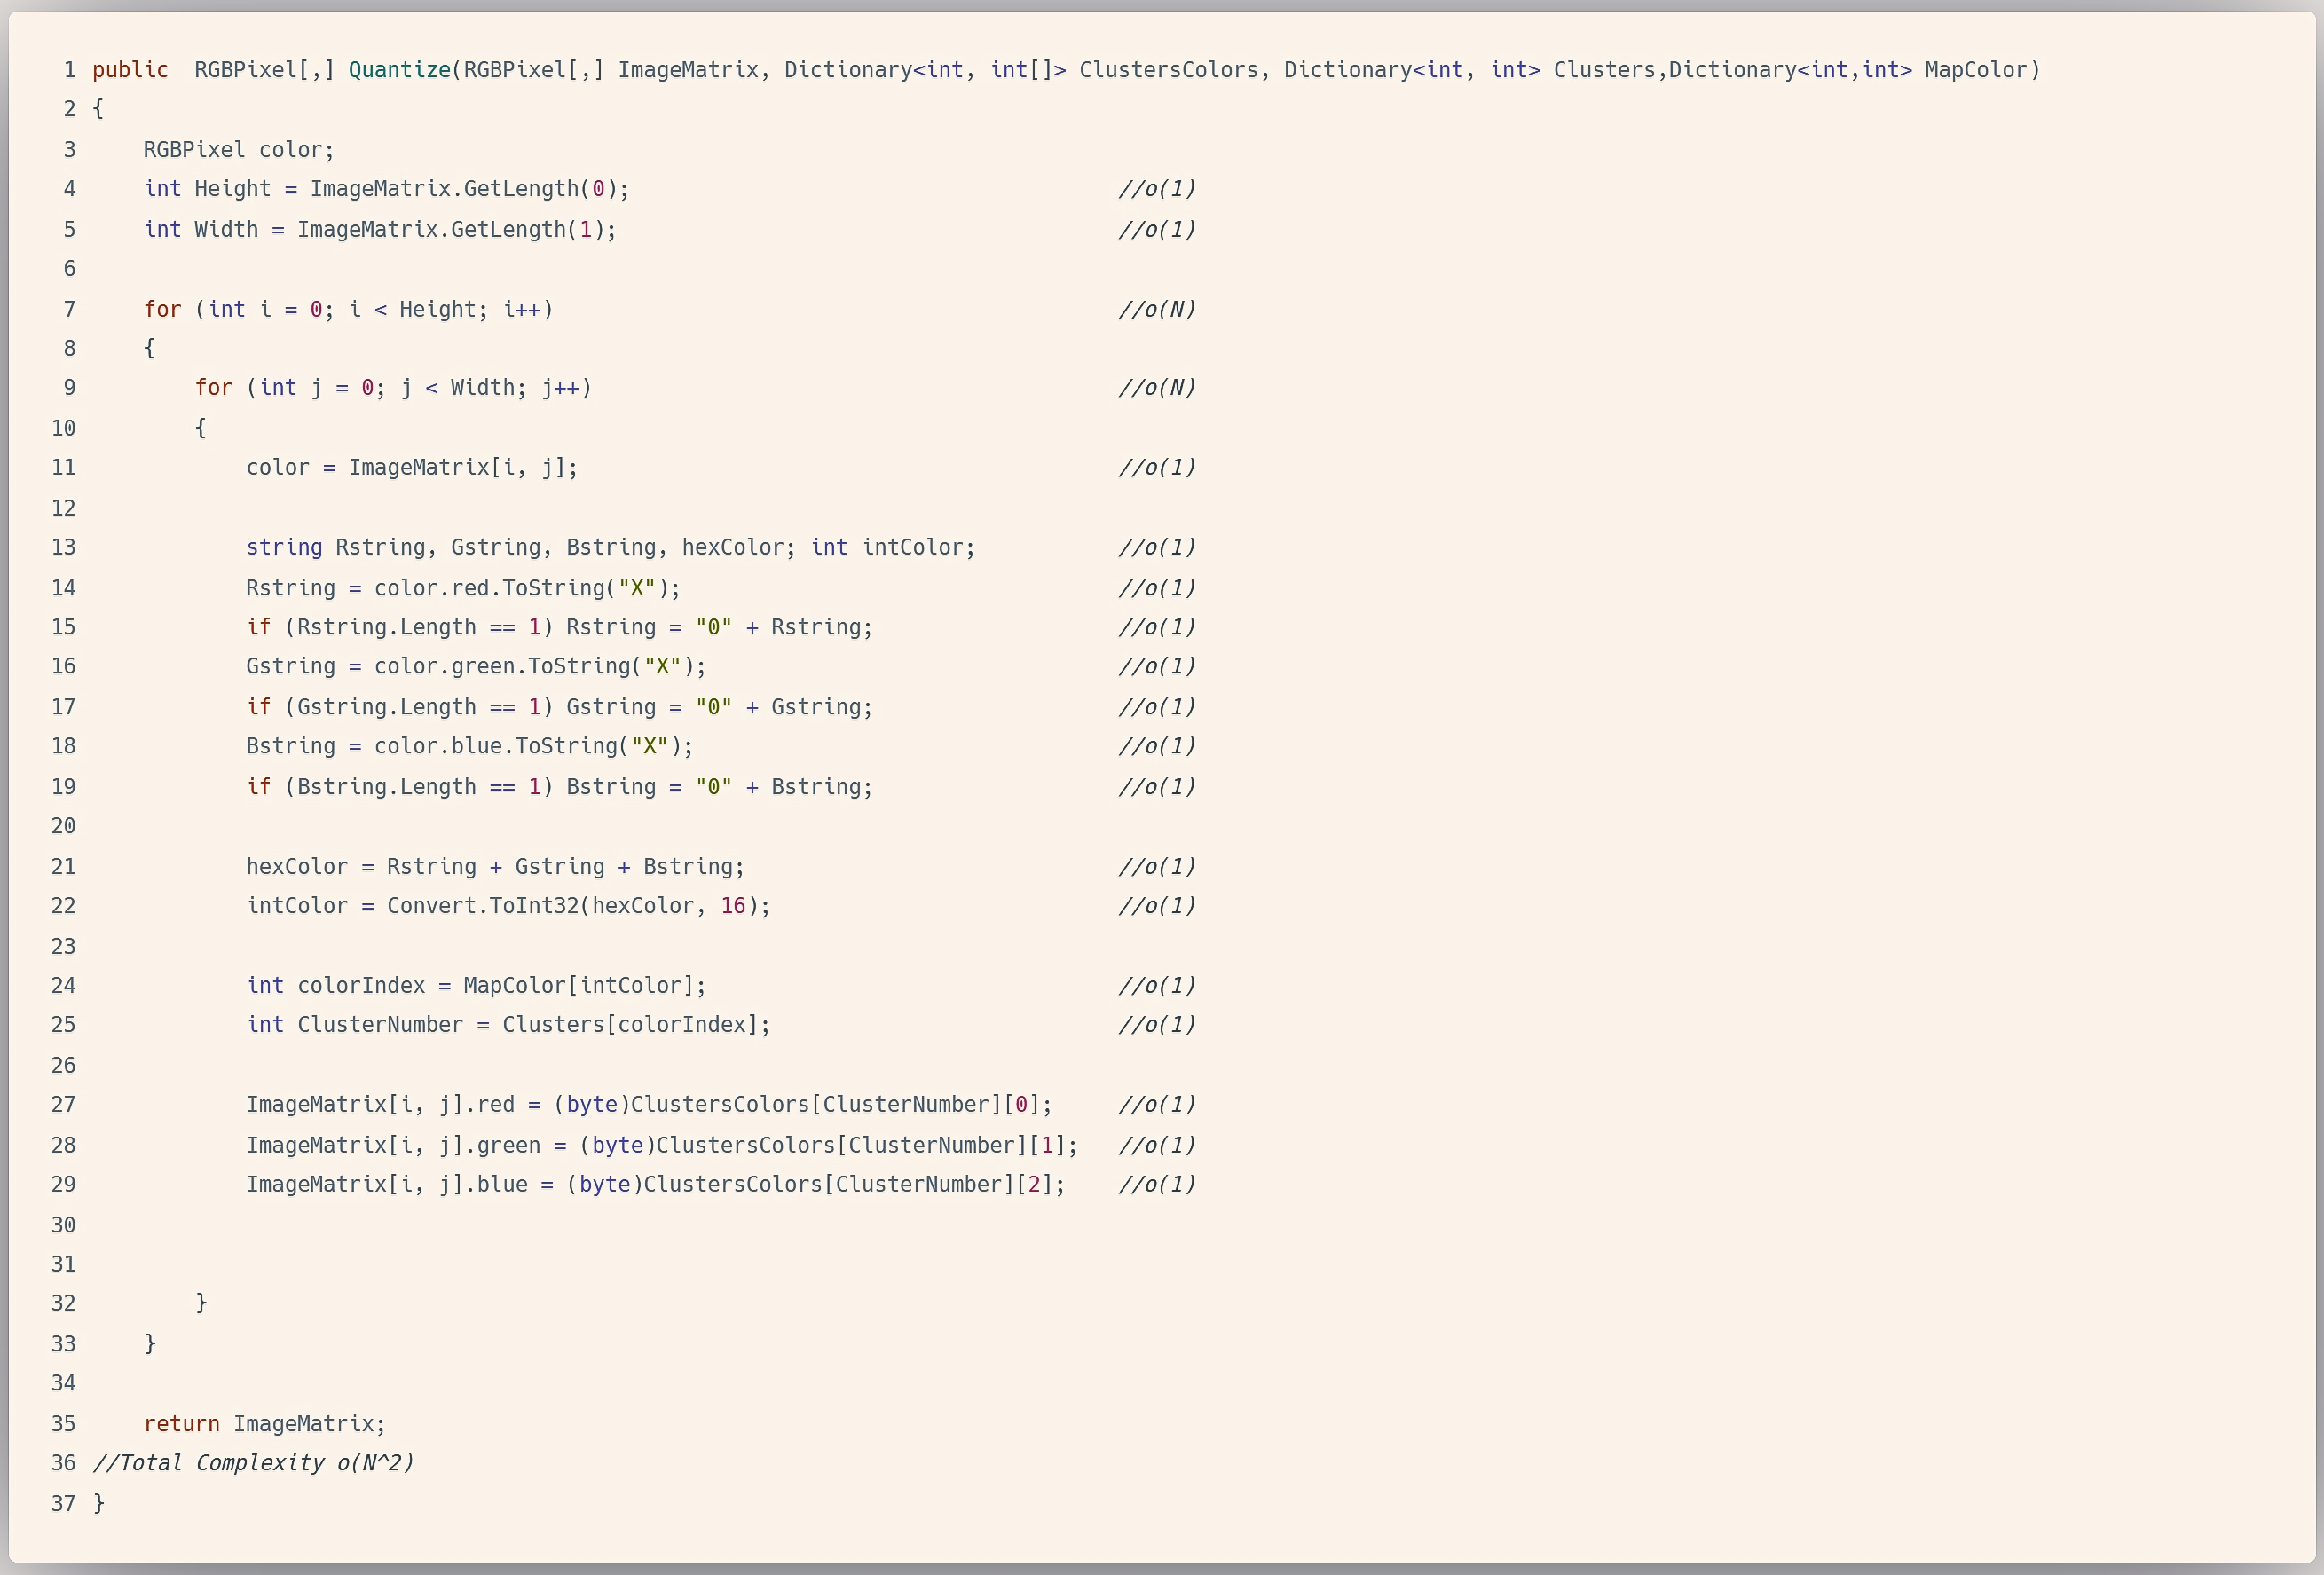 1 public  RGBPixel[,] Quantize(RGBPixel[,] ImageMatrix, Dictionary<int, int[]> ClustersColors, Dictionary<int, int> Clusters,Dictionary<int,int> MapColor)
2 {
3     RGBPixel color;
4     int Height = ImageMatrix.GetLength(0);                                      //o(1)
5     int Width = ImageMatrix.GetLength(1);                                       //o(1)
6
7     for (int i = 0; i < Height; i++)                                            //o(N)
8     {
9         for (int j = 0; j < Width; j++)                                         //o(N)
10         {
11             color = ImageMatrix[i, j];                                          //o(1)
12
13             string Rstring, Gstring, Bstring, hexColor; int intColor;           //o(1)
14             Rstring = color.red.ToString("X");                                  //o(1)
15             if (Rstring.Length == 1) Rstring = "0" + Rstring;                   //o(1)
16             Gstring = color.green.ToString("X");                                //o(1)
17             if (Gstring.Length == 1) Gstring = "0" + Gstring;                   //o(1)
18             Bstring = color.blue.ToString("X");                                 //o(1)
19             if (Bstring.Length == 1) Bstring = "0" + Bstring;                   //o(1)
20
21             hexColor = Rstring + Gstring + Bstring;                             //o(1)
22             intColor = Convert.ToInt32(hexColor, 16);                           //o(1)
23
24             int colorIndex = MapColor[intColor];                                //o(1)
25             int ClusterNumber = Clusters[colorIndex];                           //o(1)
26
27             ImageMatrix[i, j].red = (byte)ClustersColors[ClusterNumber][0];     //o(1)
28             ImageMatrix[i, j].green = (byte)ClustersColors[ClusterNumber][1];   //o(1)
29             ImageMatrix[i, j].blue = (byte)ClustersColors[ClusterNumber][2];    //o(1)
30
31
32         }
33     }
34
35     return ImageMatrix;
36 //Total Complexity o(N^2)
37 }